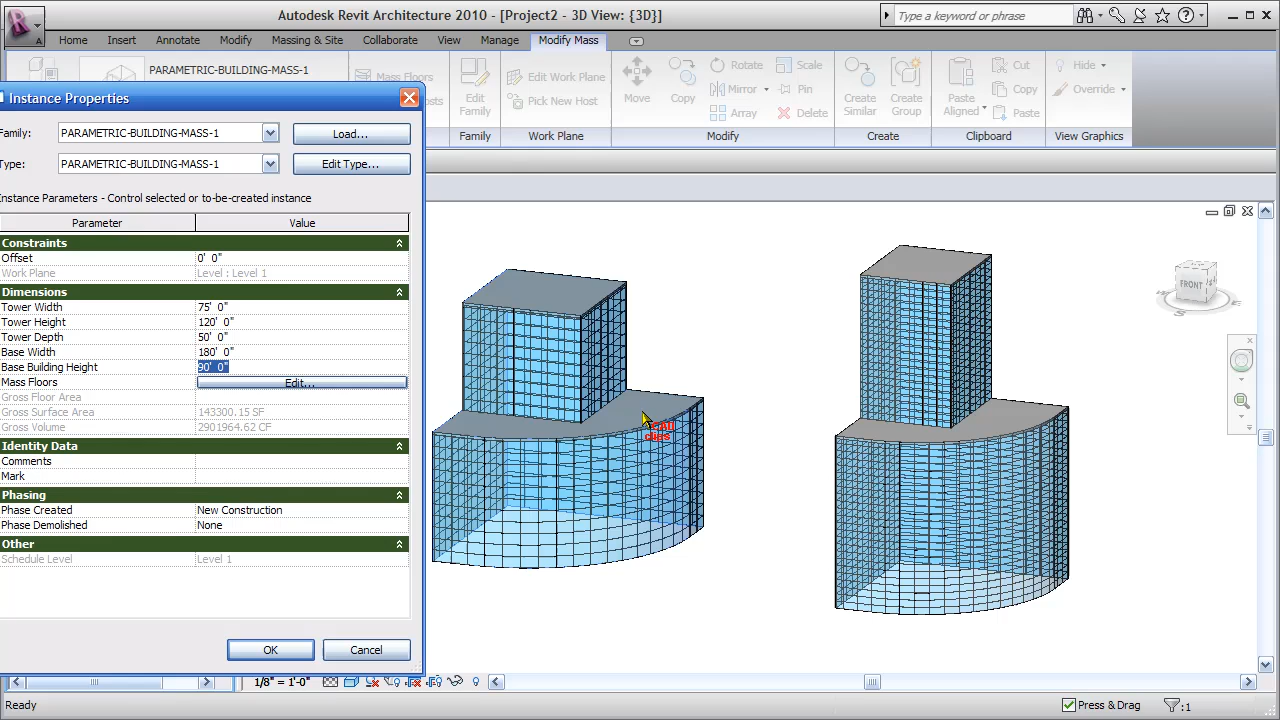 Autodesk Revit Architecture 2010 - [Project2 - 3D View: {3D}]
Type a keyword or phrase
Home Insert Annotate Modify Massing & Site Collaborate View Manage Modify Mass
PARAMETRIC-BUILDING-MASS-1
Mass Floors
Edit
Family
Edit Work Plane
Pick New Host
Move
Copy
Rotate
Mirror
Array
Scale
Pin
Delete
Create
Similar
Create
Group
Paste
Aligned
Cut
Copy
Paste
Hide
Override
Family Work Plane Modify Create Clipboard View Graphics
Instance Properties
Family: PARAMETRIC-BUILDING-MASS-1 Load...
Type: PARAMETRIC-BUILDING-MASS-1 Edit Type...
Instance Parameters - Control selected or to-be-created instance
Parameter Value
Constraints
Offset 0' 0"
Work Plane Level : Level 1
Dimensions
Tower Width 75' 0"
Tower Height 120' 0"
Tower Depth 50' 0"
Base Width 180' 0"
Base Building Height 90' 0"
Mass Floors Edit...
Gross Floor Area
Gross Surface Area 143300.15 SF
Gross Volume 2901964.62 CF
Identity Data
Comments
Mark
Phasing
Phase Created New Construction
Phase Demolished None
Other
Schedule Level Level 1
OK Cancel
CAD
clips
FRONT
S
1/8" = 1'-0"
Ready
Press & Drag
:1